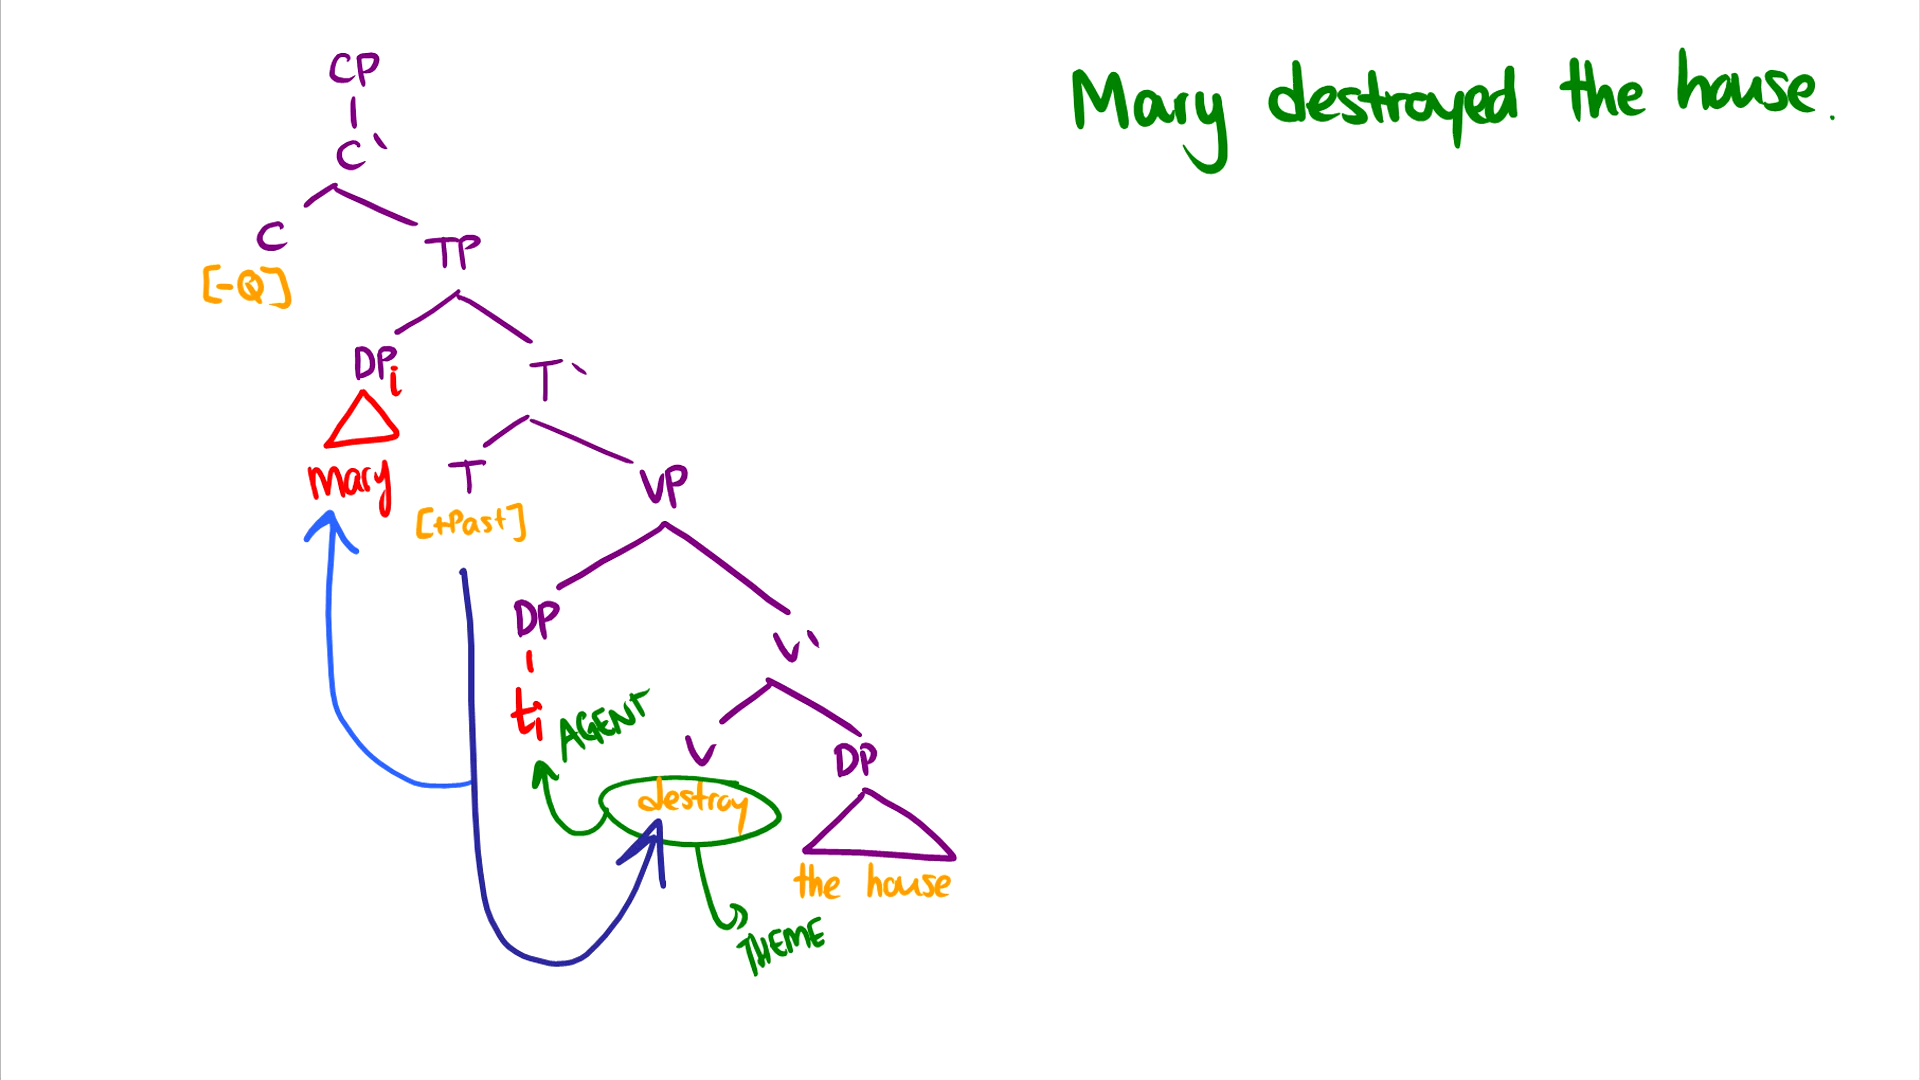 Mary destroyed the house.
CP
C`
C
TP
[-Q]
DPi
T`
Mary
T
VP
[+Past]
DP
V`
ti
AGENT
V
DP
destroy
the house
THEME